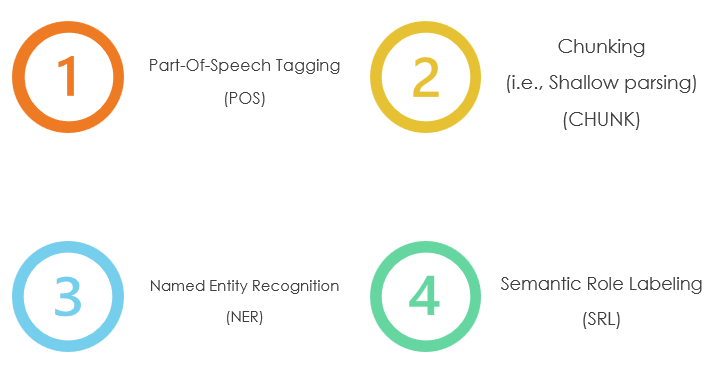 1
Part-Of-Speech Tagging
(POS)
2
Chunking
(i.e., Shallow parsing)
(CHUNK)
3
Named Entity Recognition
(NER)
4
Semantic Role Labeling
(SRL)